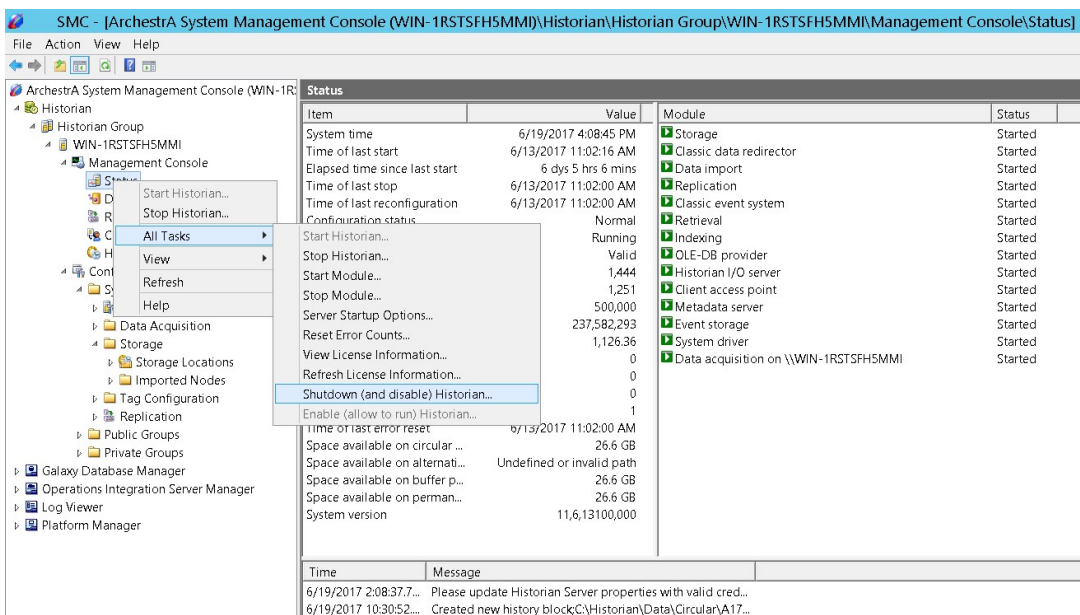 SMC - [ArchestrA System Management Console (WIN-1RSTSFH5MMI)\Historian\Historian Group\WIN-1RSTSFH5MMI\Management Console\Status]
File Action View Help
ArchestrA System Management Console (WIN-1R
Historian
Historian Group
WIN-1RSTSFH5MMI
Management Console
Status
D
R
C
H
Conf
Sy
Data Acquisition
Storage
Storage Locations
Imported Nodes
Tag Configuration
Replication
Public Groups
Private Groups
Galaxy Database Manager
Operations Integration Server Manager
Log Viewer
Platform Manager
Start Historian...
Stop Historian...
All Tasks
View
Refresh
Help
Start Historian...
Stop Historian...
Start Module...
Stop Module...
Server Startup Options...
Reset Error Counts...
View License Information...
Refresh License Information...
Shutdown (and disable) Historian...
Enable (allow to run) Historian...
Status
Item Value
System time 6/19/2017 4:08:45 PM
Time of last start 6/13/2017 11:02:16 AM
Elapsed time since last start 6 dys 5 hrs 6 mins
Time of last stop 6/13/2017 11:02:00 AM
Time of last reconfiguration 6/13/2017 11:02:00 AM
Configuration status Normal
Running
Valid
1,444
1,251
500,000
237,582,293
1,126.36
0
0
0
1
Time of last error reset 6/13/2017 11:02:00 AM
Space available on circular ... 26.6 GB
Space available on alternati... Undefined or invalid path
Space available on buffer p... 26.6 GB
Space available on perman... 26.6 GB
System version 11,6,13100,000
Module Status
Storage Started
Classic data redirector Started
Data import Started
Replication Started
Classic event system Started
Retrieval Started
Indexing Started
OLE-DB provider Started
Historian I/O server Started
Client access point Started
Metadata server Started
Event storage Started
System driver Started
Data acquisition on \\WIN-1RSTSFH5MMI Started
Time Message
6/19/2017 2:08:37.7... Please update Historian Server properties with valid cred...
6/19/2017 10:30:52... Created new history block;C:\Historian\Data\Circular\A17...